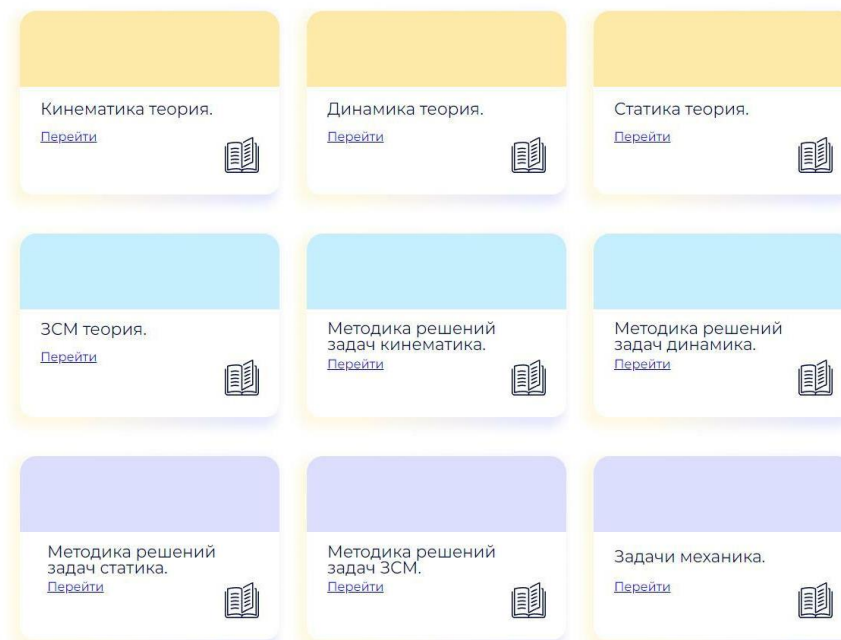 Кинематика теория.
Перейти
Динамика теория.
Перейти
Статика теория.
Перейти
ЗСМ теория.
Перейти
Методика решений
задач кинематика.
Перейти
Методика решений
задач динамика.
Перейти
Методика решений
задач статика.
Перейти
Методика решений
задач ЗСМ.
Перейти
Задачи механика.
Перейти